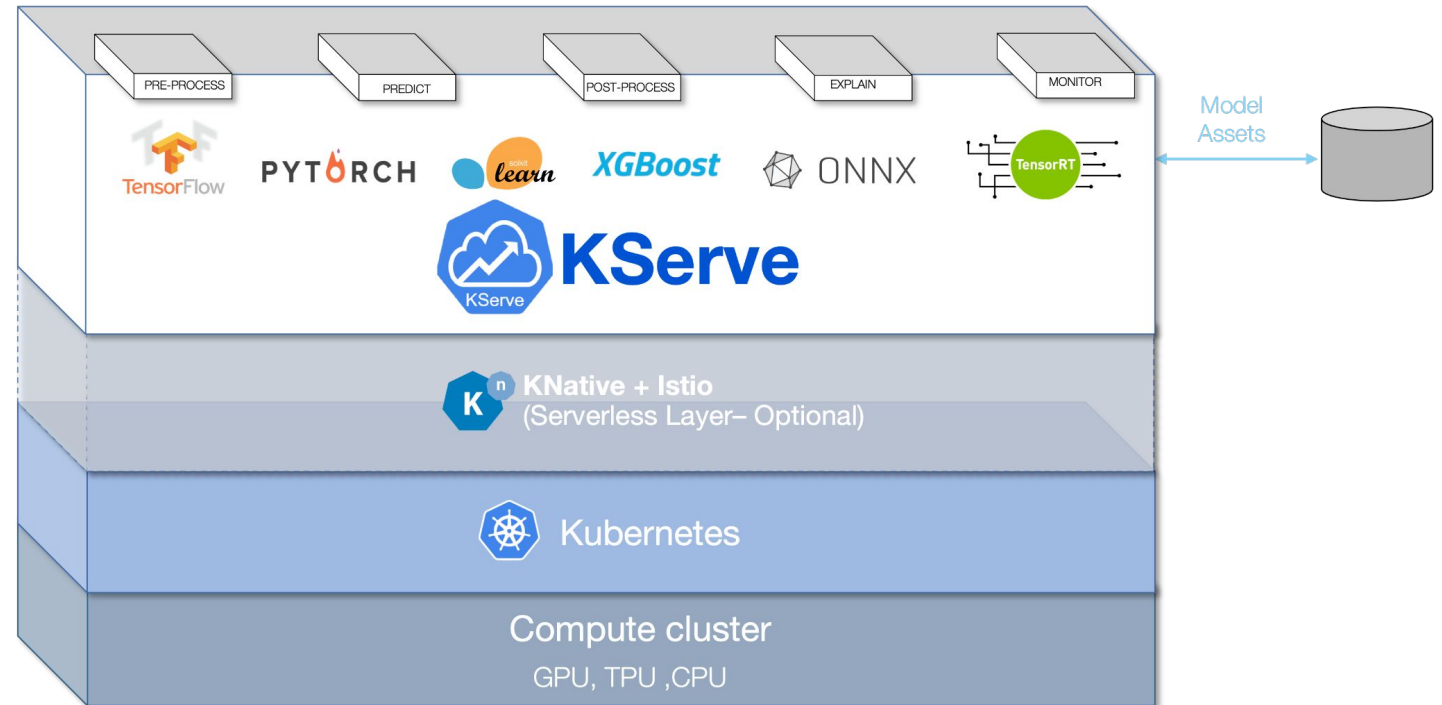 PRE-PROCESS
PREDICT
POST-PROCESS
EXPLAIN
MONITOR
Model
Assets
TensorFlow
PYTORCH
scikit
learn
XGBoost
ONNX
TensorRT
KServe
KServe
K n
KNative + Istio
(Serverless Layer– Optional)
Kubernetes
Compute cluster
GPU, TPU ,CPU